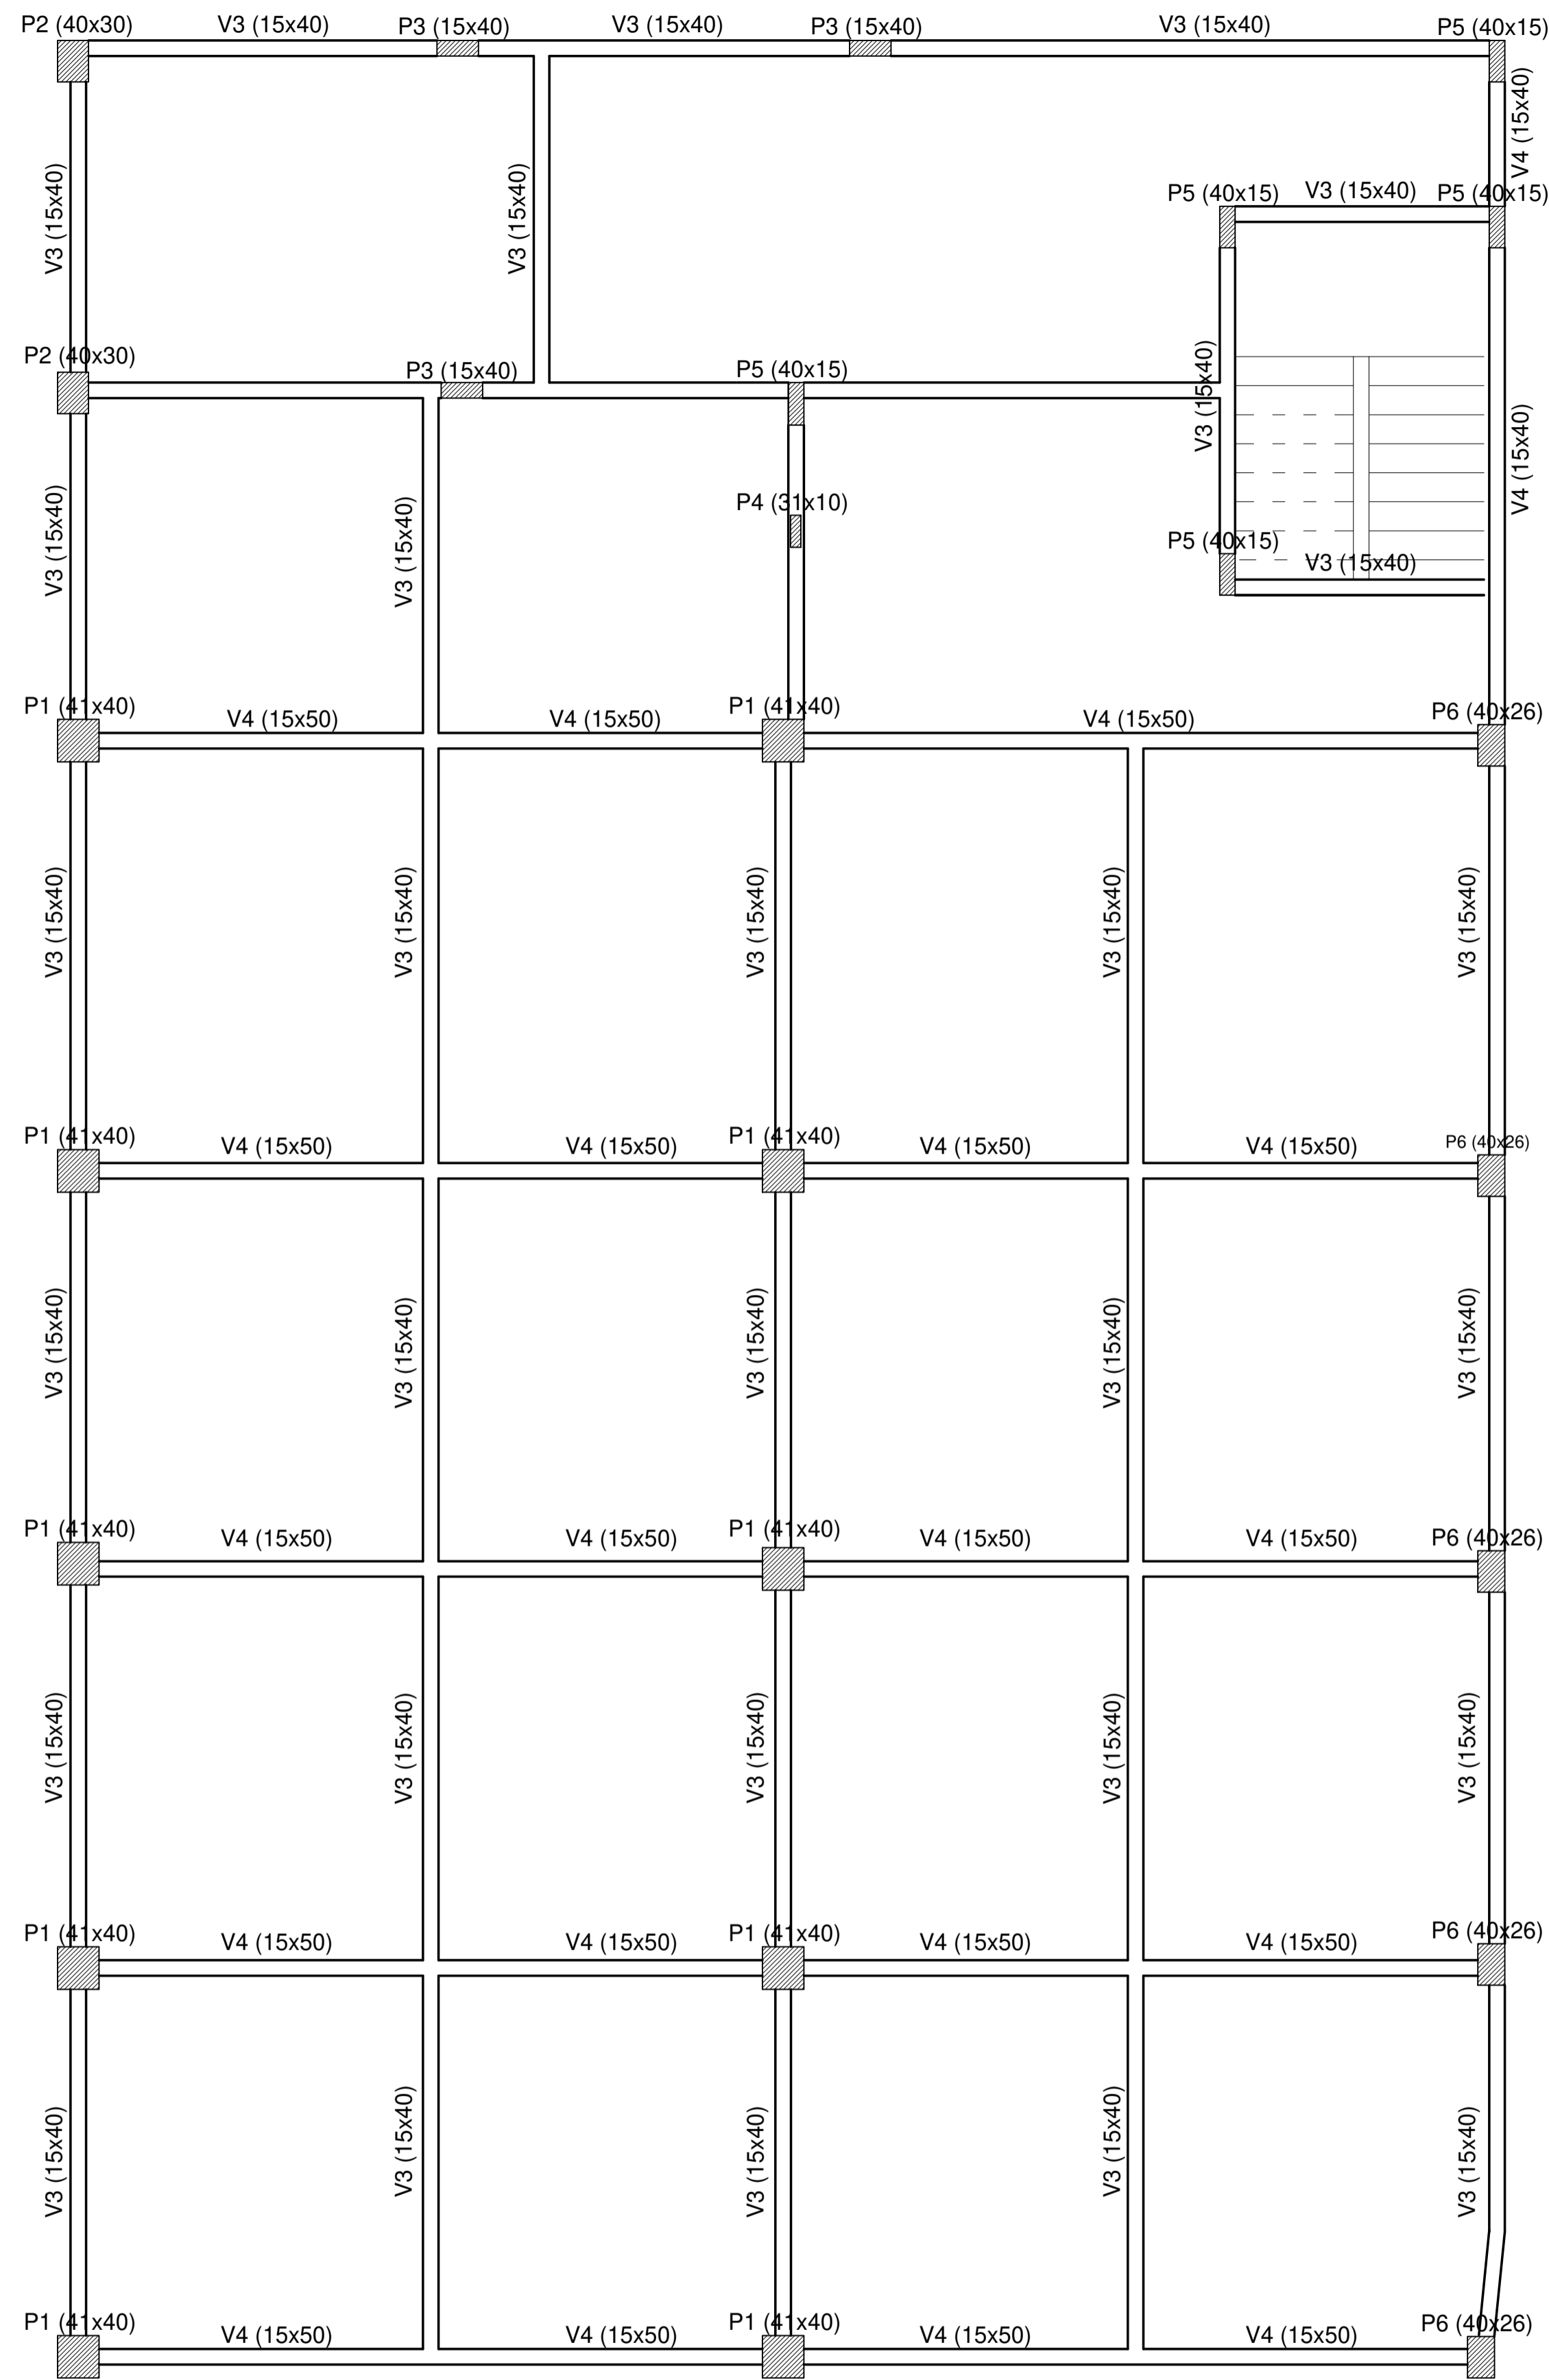 P2 (40x30)
V3 (15x40)
P3 (15x40)
V3 (15x40)
P3 (15x40)
V3 (15x40)
P5 (40x15)
V4 (15x40)
V3 (15x40)
V3 (15x40)
P5 (40x15)
V3 (15x40)
P5 (40x15)
P2 (40x30)
P3 (15x40)
P5 (40x15)
V3 (15x40)
V4 (15x40)
V3 (15x40)
V3 (15x40)
P4 (31x10)
P5 (40x15)
V3 (15x40)
P1 (41x40)
V4 (15x50)
V4 (15x50)
P1 (41x40)
V4 (15x50)
P6 (40x26)
V3 (15x40)
V3 (15x40)
V3 (15x40)
V3 (15x40)
V3 (15x40)
P1 (41x40)
V4 (15x50)
V4 (15x50)
P1 (41x40)
V4 (15x50)
V4 (15x50)
P6 (40x26)
V3 (15x40)
V3 (15x40)
V3 (15x40)
V3 (15x40)
V3 (15x40)
P1 (41x40)
V4 (15x50)
V4 (15x50)
P1 (41x40)
V4 (15x50)
V4 (15x50)
P6 (40x26)
V3 (15x40)
V3 (15x40)
V3 (15x40)
V3 (15x40)
V3 (15x40)
P1 (41x40)
V4 (15x50)
V4 (15x50)
P1 (41x40)
V4 (15x50)
V4 (15x50)
P6 (40x26)
V3 (15x40)
V3 (15x40)
V3 (15x40)
V3 (15x40)
V3 (15x40)
P1 (41x40)
V4 (15x50)
V4 (15x50)
P1 (41x40)
V4 (15x50)
V4 (15x50)
P6 (40x26)